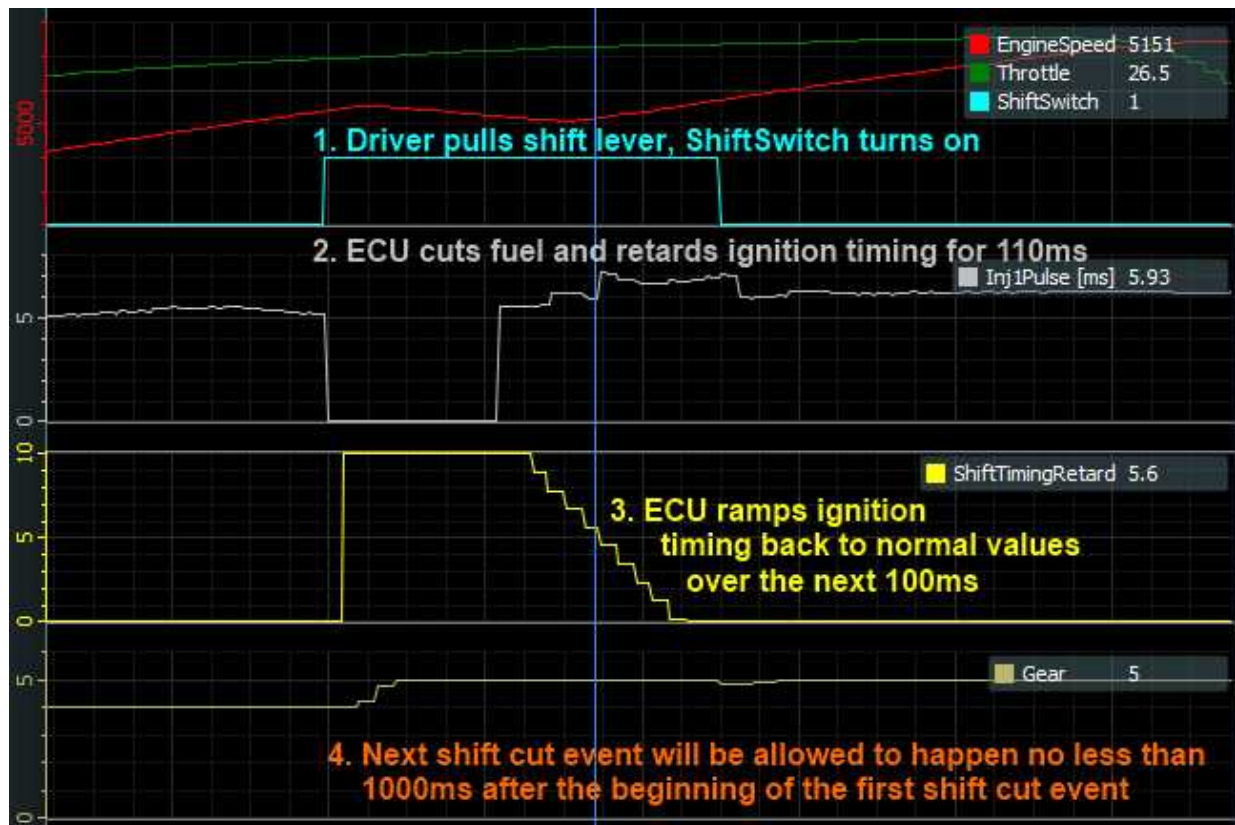 EngineSpeed 5151
Throttle 26.5
ShiftSwitch 1
5000
1. Driver pulls shift lever, ShiftSwitch turns on
2. ECU cuts fuel and retards ignition timing for 110ms
Inj1Pulse [ms] 5.93
5
0
10
ShiftTimingRetard 5.6
3. ECU ramps ignition
timing back to normal values
over the next 100ms
5
0
5
Gear 5
4. Next shift cut event will be allowed to happen no less than
1000ms after the beginning of the first shift cut event
0